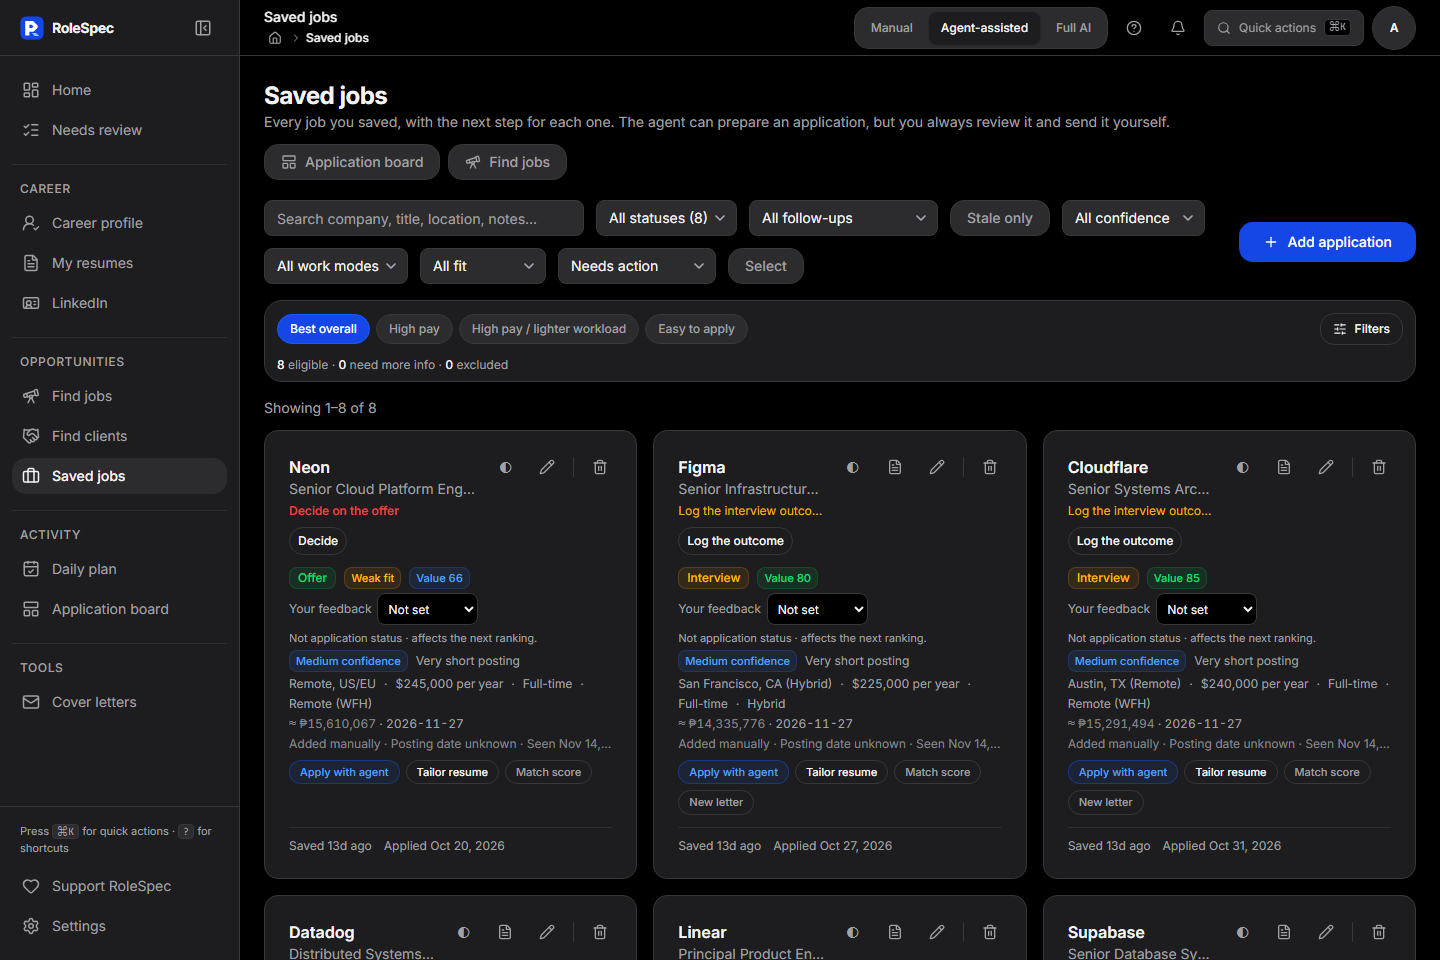 RoleSpec
Saved jobs
Saved jobs
Manual
Agent-assisted
Full AI
Quick actions
⌘K
A
Home
Needs review
CAREER
Career profile
My resumes
LinkedIn
OPPORTUNITIES
Find jobs
Find clients
Saved jobs
ACTIVITY
Daily plan
Application board
TOOLS
Cover letters
Press ⌘K for quick actions · ? for
shortcuts
Support RoleSpec
Settings
Saved jobs
Every job you saved, with the next step for each one. The agent can prepare an application, but you always review it and send it yourself.
Application board
Find jobs
Search company, title, location, notes...
All statuses (8)
All follow-ups
Stale only
All confidence
All work modes
All fit
Needs action
Select
Add application
Best overall
High pay
High pay / lighter workload
Easy to apply
Filters
8 eligible · 0 need more info · 0 excluded
Showing 1–8 of 8
Neon
Senior Cloud Platform Eng...
Decide on the offer
Decide
Offer
Weak fit
Value 66
Your feedback
Not set
Not application status · affects the next ranking.
Medium confidence
Very short posting
Remote, US/EU · $245,000 per year · Full-time ·
Remote (WFH)
≈ ₱15,610,067 · 2026-11-27
Added manually · Posting date unknown · Seen Nov 14,...
Apply with agent
Tailor resume
Match score
Saved 13d ago
Applied Oct 20, 2026
Figma
Senior Infrastructur...
Log the interview outco...
Log the outcome
Interview
Value 80
Your feedback
Not set
Not application status · affects the next ranking.
Medium confidence
Very short posting
San Francisco, CA (Hybrid) · $225,000 per year ·
Full-time · Hybrid
≈ ₱14,335,776 · 2026-11-27
Added manually · Posting date unknown · Seen Nov 14,...
Apply with agent
Tailor resume
Match score
New letter
Saved 13d ago
Applied Oct 27, 2026
Cloudflare
Senior Systems Arc...
Log the interview outco...
Log the outcome
Interview
Value 85
Your feedback
Not set
Not application status · affects the next ranking.
Medium confidence
Very short posting
Austin, TX (Remote) · $240,000 per year · Full-time ·
Remote (WFH)
≈ ₱15,291,494 · 2026-11-27
Added manually · Posting date unknown · Seen Nov 14,...
Apply with agent
Tailor resume
Match score
New letter
Saved 13d ago
Applied Oct 31, 2026
Datadog
Distributed Systems...
Linear
Principal Product En...
Supabase
Senior Database Sy...